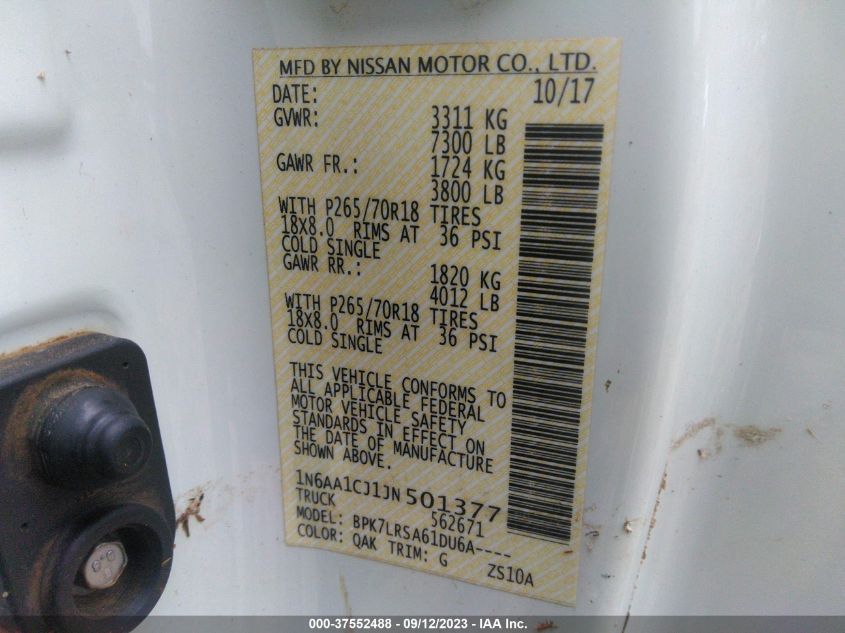 MFD BY NISSAN MOTOR CO., LTD.
DATE: 10/17
GVWR: 3311 KG
7300 LB
GAWR FR.: 1724 KG
3800 LB
WITH P265/70R18 TIRES
18X8.0 RIMS AT 36 PSI
COLD SINGLE
GAWR RR.: 1820 KG
4012 LB
WITH P265/70R18 TIRES
18X8.0 RIMS AT 36 PSI
COLD SINGLE
THIS VEHICLE CONFORMS TO
ALL APPLICABLE FEDERAL
MOTOR VEHICLE SAFETY
STANDARDS IN EFFECT ON
THE DATE OF MANUFACTURE
SHOWN ABOVE.
1N6AA1CJ1JN501377
TRUCK 562671
MODEL: BPK7LRSA61DU6A----
COLOR: QAK TRIM: G ZS10A
000-37552488 - 09/12/2023 - IAA Inc.